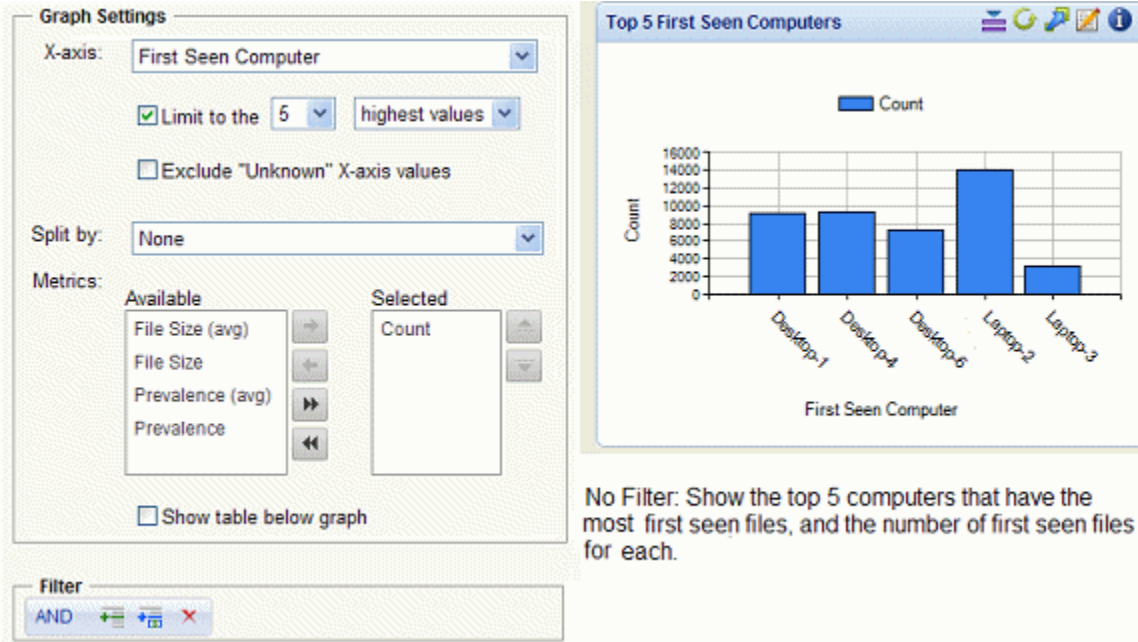 Graph Settings
X-axis: First Seen Computer
Limit to the 5 highest values
Exclude "Unknown" X-axis values
Split by: None
Metrics:
Available
File Size (avg)
File Size
Prevalence (avg)
Prevalence
Selected
Count
Show table below graph
Filter
AND
Top 5 First Seen Computers
Count
16000
14000
10000
8000
6000
4000
2000
0
Count
Desktop-1
Desktop-4
Desktop-6
Laptop-2
Laptop-3
First Seen Computer
No Filter: Show the top 5 computers that have the
most first seen files, and the number of first seen files
for each.